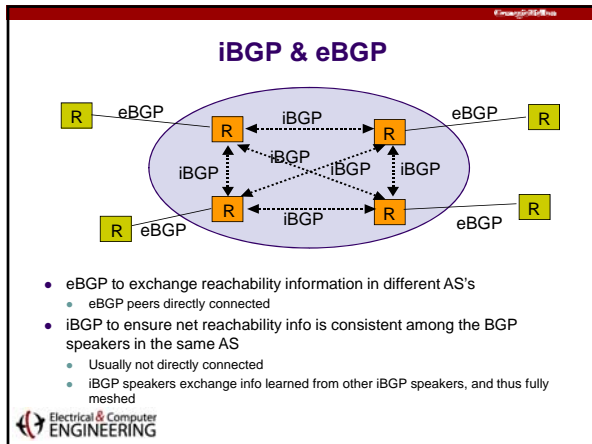 Carnegie Mellon
iBGP & eBGP
R eBGP iBGP eBGP R
R R
iBGP iBGP iBGP iBGP
R R
R eBGP iBGP eBGP R
● eBGP to exchange reachability information in different AS's
● eBGP peers directly connected
● iBGP to ensure net reachability info is consistent among the BGP
speakers in the same AS
● Usually not directly connected
● iBGP speakers exchange info learned from other iBGP speakers, and thus fully
meshed
Electrical & Computer
ENGINEERING